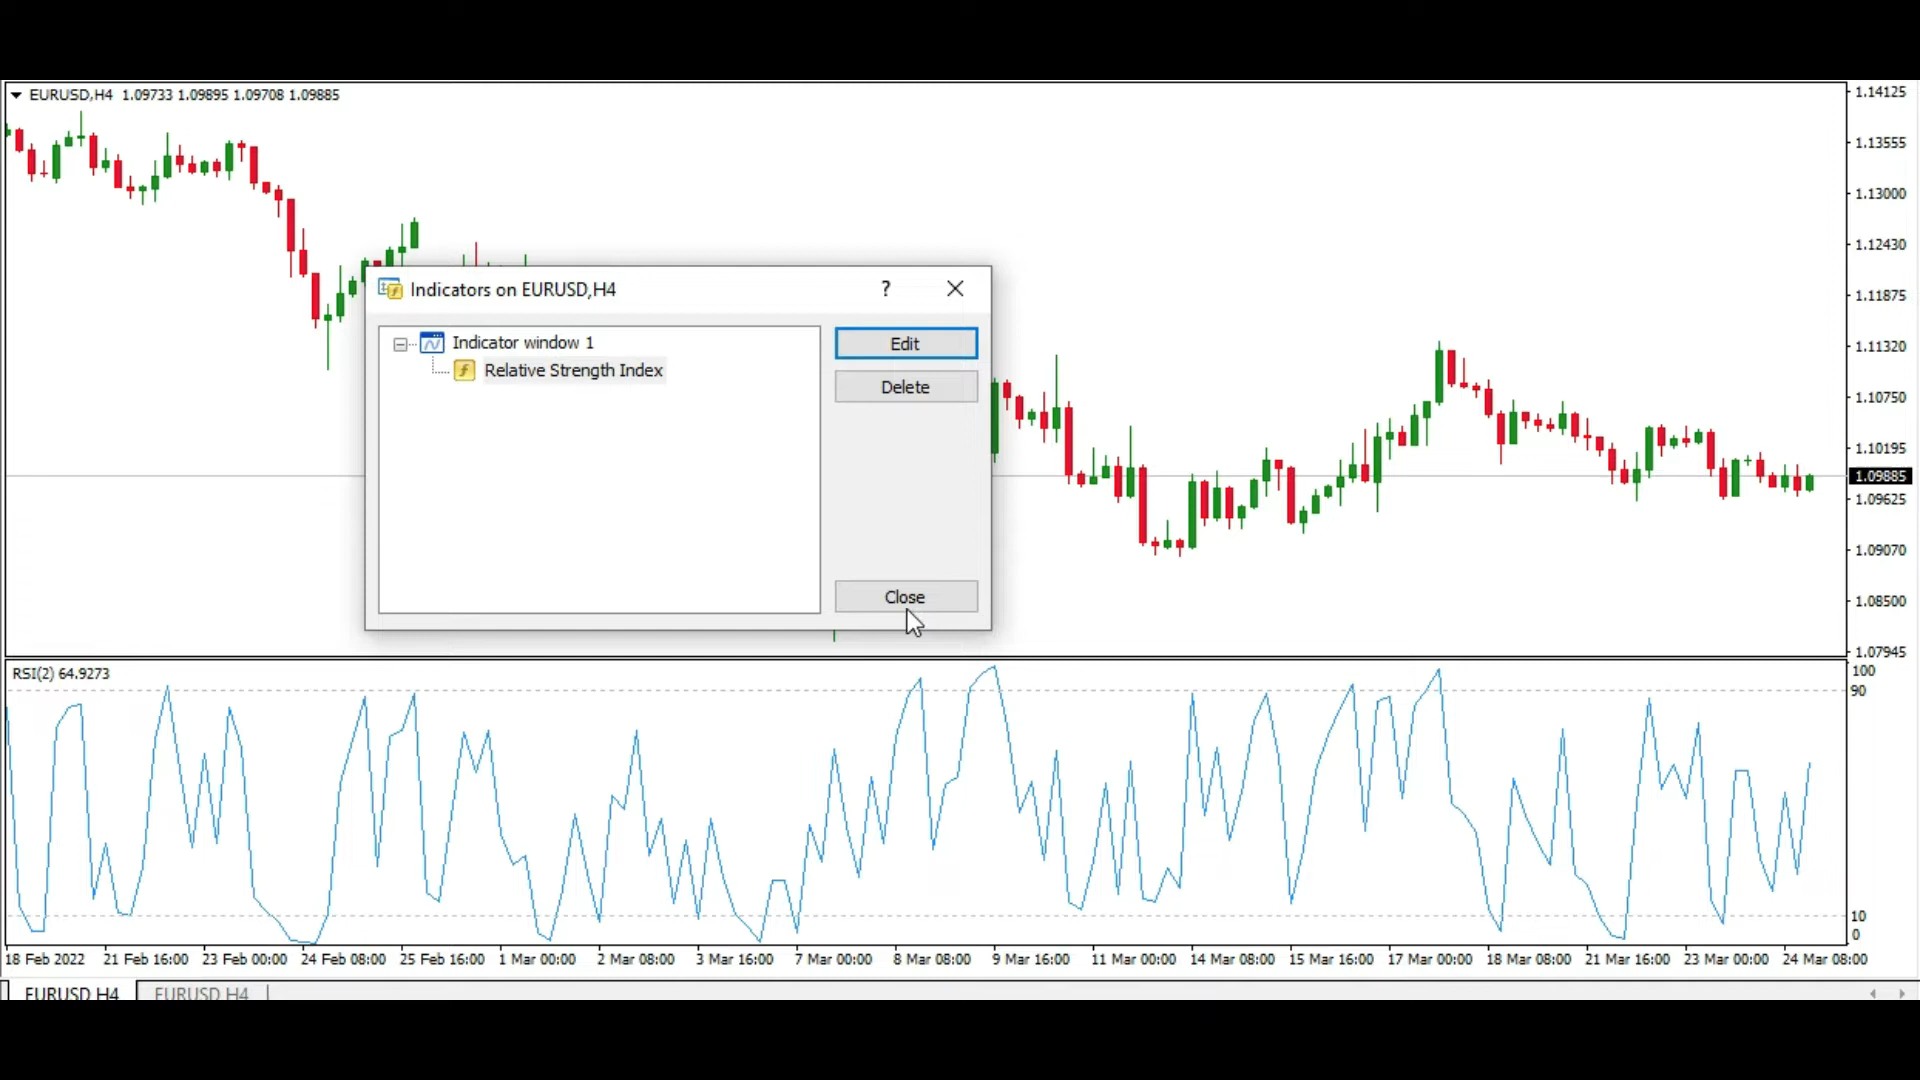 EURUSD,H4 1.09733 1.09895 1.09708 1.09885
1.14125
1.13555
1.13000
1.12430
1.11875
1.11320
1.10750
1.10195
1.09885
1.09625
1.09070
1.08500
1.07945
Indicators on EURUSD,H4
?
Indicator window 1
Relative Strength Index
Edit
Delete
Close
RSI(2) 64.9273
100
90
10
0
18 Feb 2022 21 Feb 16:00 23 Feb 00:00 24 Feb 08:00 25 Feb 16:00 1 Mar 00:00 2 Mar 08:00 3 Mar 16:00 7 Mar 00:00 8 Mar 08:00 9 Mar 16:00 11 Mar 00:00 14 Mar 08:00 15 Mar 16:00 17 Mar 00:00 18 Mar 08:00 21 Mar 16:00 23 Mar 00:00 24 Mar 08:00
EURUSD,H4 EURUSD,H4